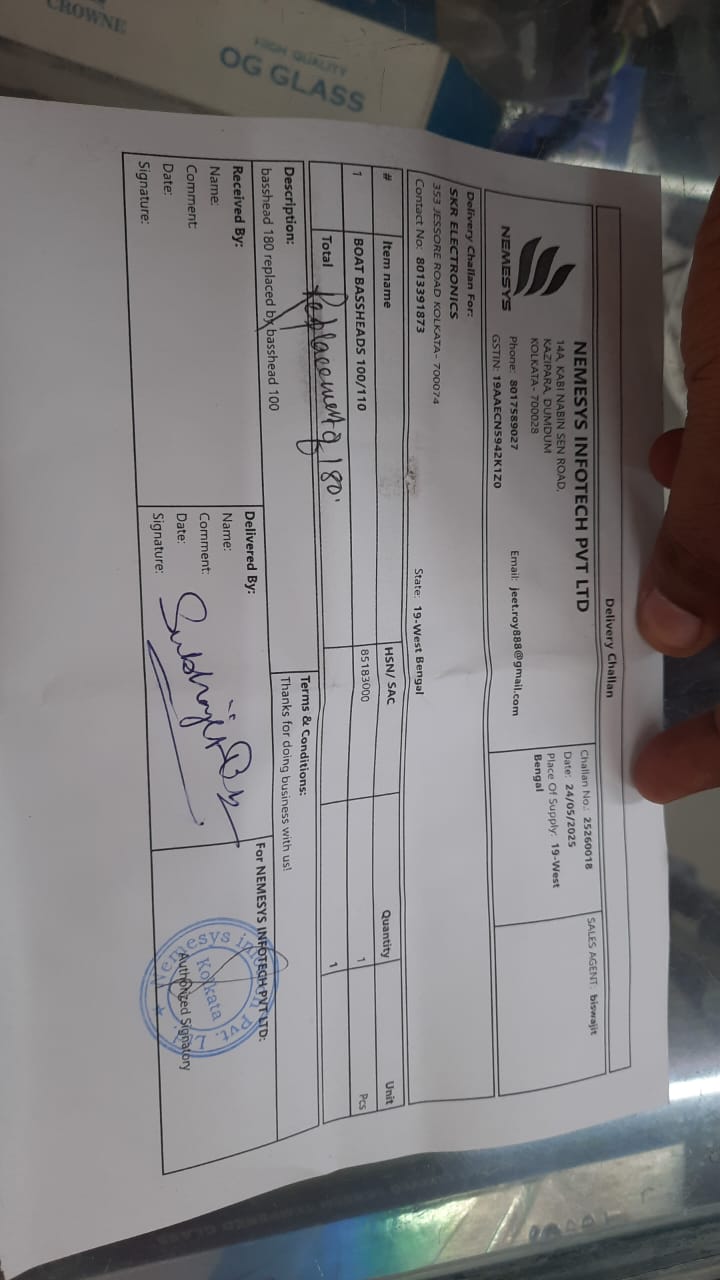 Delivery Challan
NEMESYS
NEMESYS INFOTECH PVT LTD
14A, KABI NABIN SEN ROAD,
KAZIPARA, DUMDUM
KOLKATA- 700028
Phone: 8017589027 Email: jeet.roy888@gmail.com
GSTIN: 19AAECN5942K1Z0
Challan No.: 25260018
Date: 24/05/2025
Place Of Supply: 19-West
Bengal
SALES AGENT: biswajit
Delivery Challan For:
SKR ELECTRONICS
353 JESSORE ROAD KOLKATA- 700074
Contact No: 8013391873 State: 19-West Bengal
# Item name HSN/ SAC Quantity Unit
1 BOAT BASSHEADS 100/110 85183000 1 Pcs
Total 1
Replacement of 180.
Description:
basshead 180 replaced by basshead 100
Terms & Conditions:
Thanks for doing business with us!
Received By:
Name:
Comment:
Date:
Signature:
Delivered By:
Name:
Comment:
Date:
Signature:
Subhajit
For NEMESYS INFOTECH PVT LTD:
Nemesys infotech Pvt. Ltd.
Kolkata
Authorized Signatory
HIGH QUALITY
OG GLASS
CROWNE